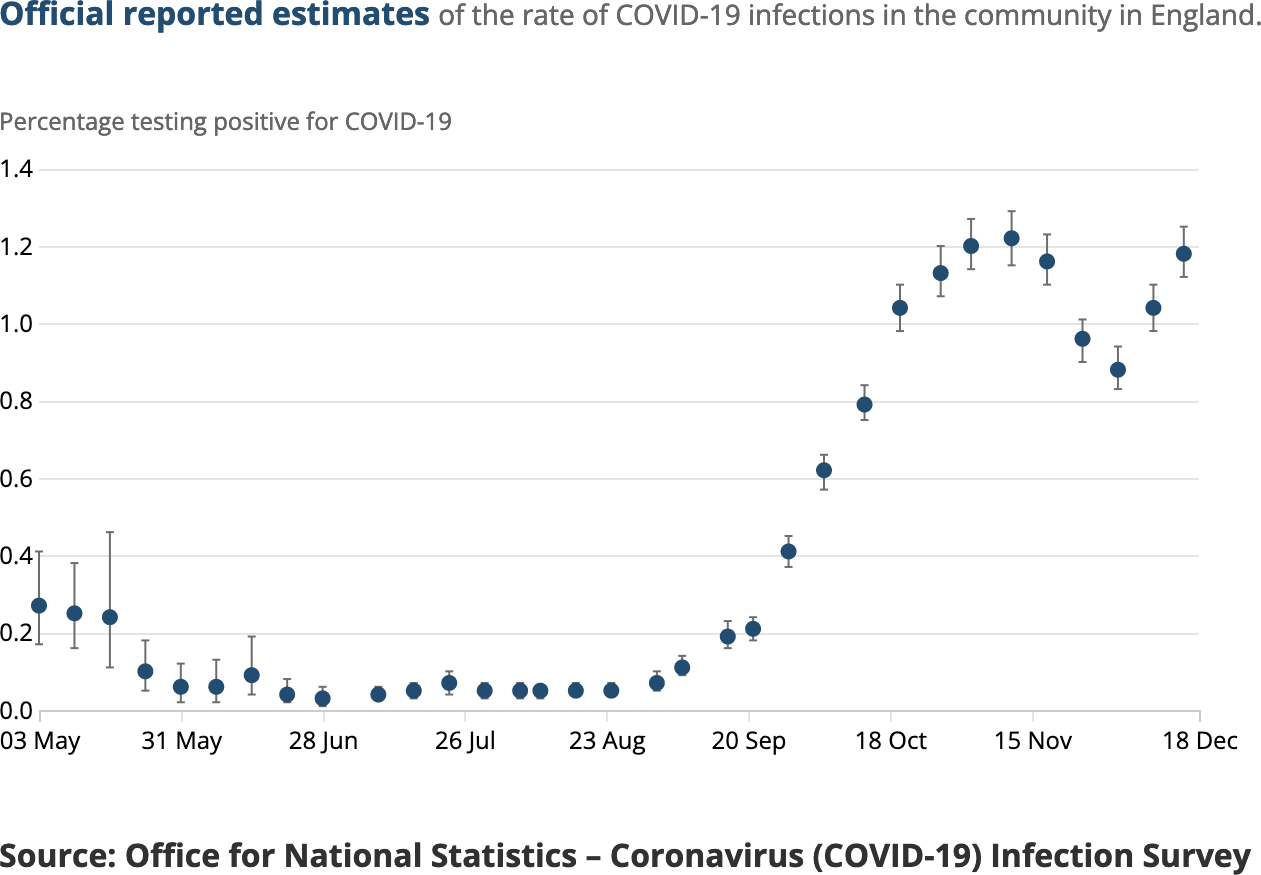 Official reported estimates of the rate of COVID-19 infections in the community in England.
Percentage testing positive for COVID-19
1.4
1.2
1.0
0.8
0.6
0.4
0.2
0.0
03 May 31 May 28 Jun 26 Jul 23 Aug 20 Sep 18 Oct 15 Nov 18 Dec
Source: Office for National Statistics – Coronavirus (COVID-19) Infection Survey